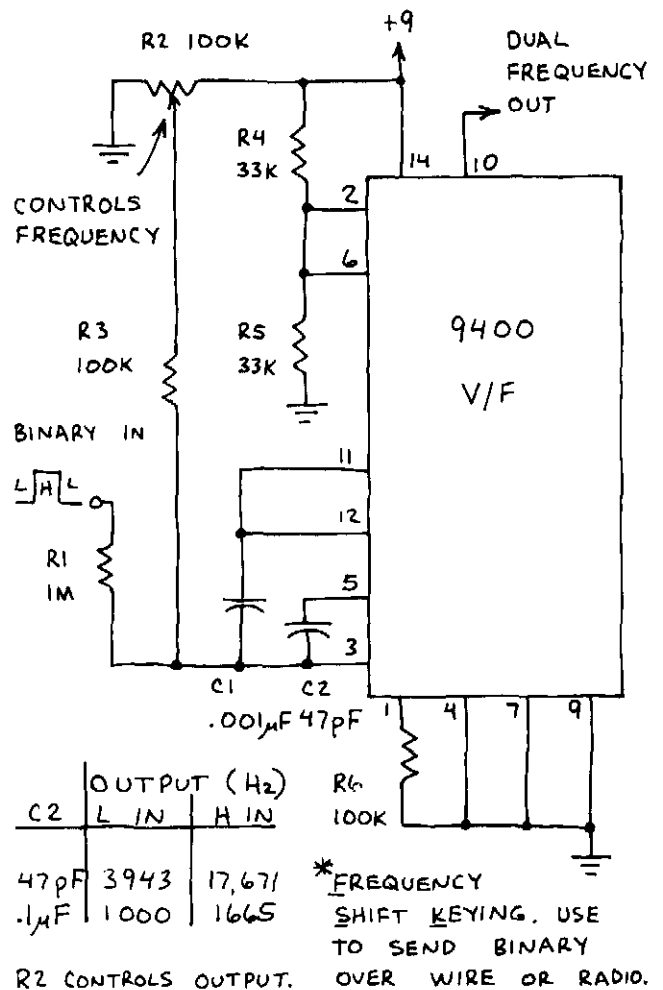 +9
R2 100K
DUAL
FREQUENCY
OUT
R4
33K
14
10
2
CONTROLS
FREQUENCY
6
R3
100K
R5
33K
9400
V/F
BINARY IN
L H L
11
12
R1
1M
5
3
C1
C2
.001µF 47pF
1
4
7
9
R6
100K
OUTPUT (Hz)
C2 L IN H IN
47pF 3943 17,671
.1µF 1000 1665
*FREQUENCY
SHIFT KEYING. USE
TO SEND BINARY
OVER WIRE OR RADIO.
R2 CONTROLS OUTPUT.